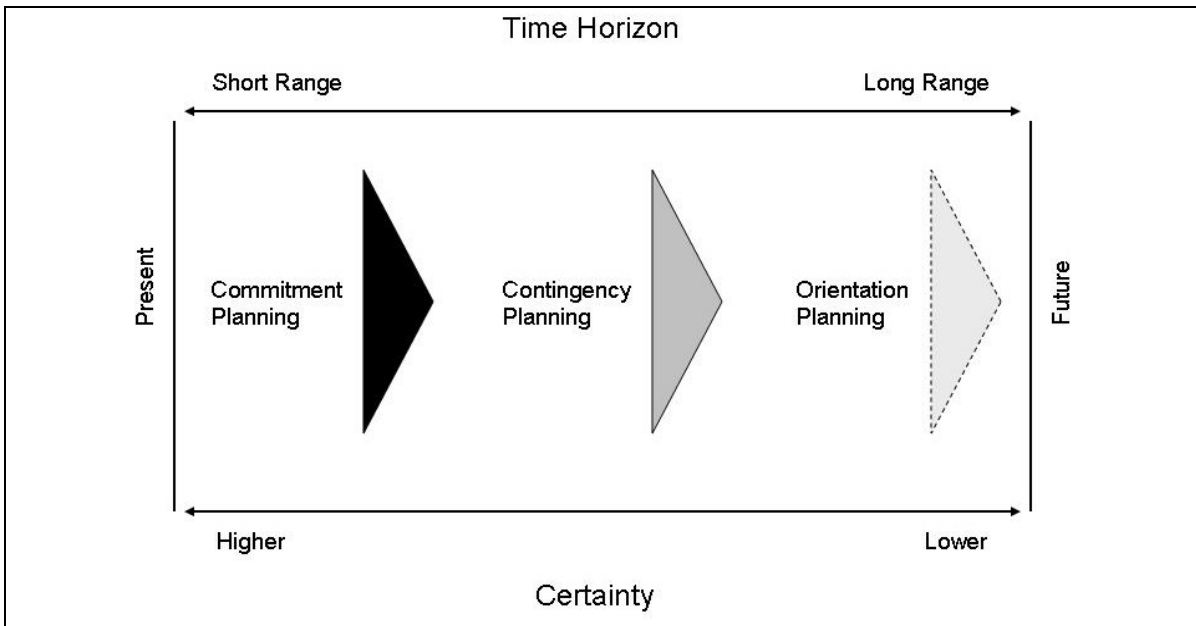 Time Horizon
Short Range
Long Range
Present
Commitment
Planning
Contingency
Planning
Orientation
Planning
Future
Higher
Lower
Certainty